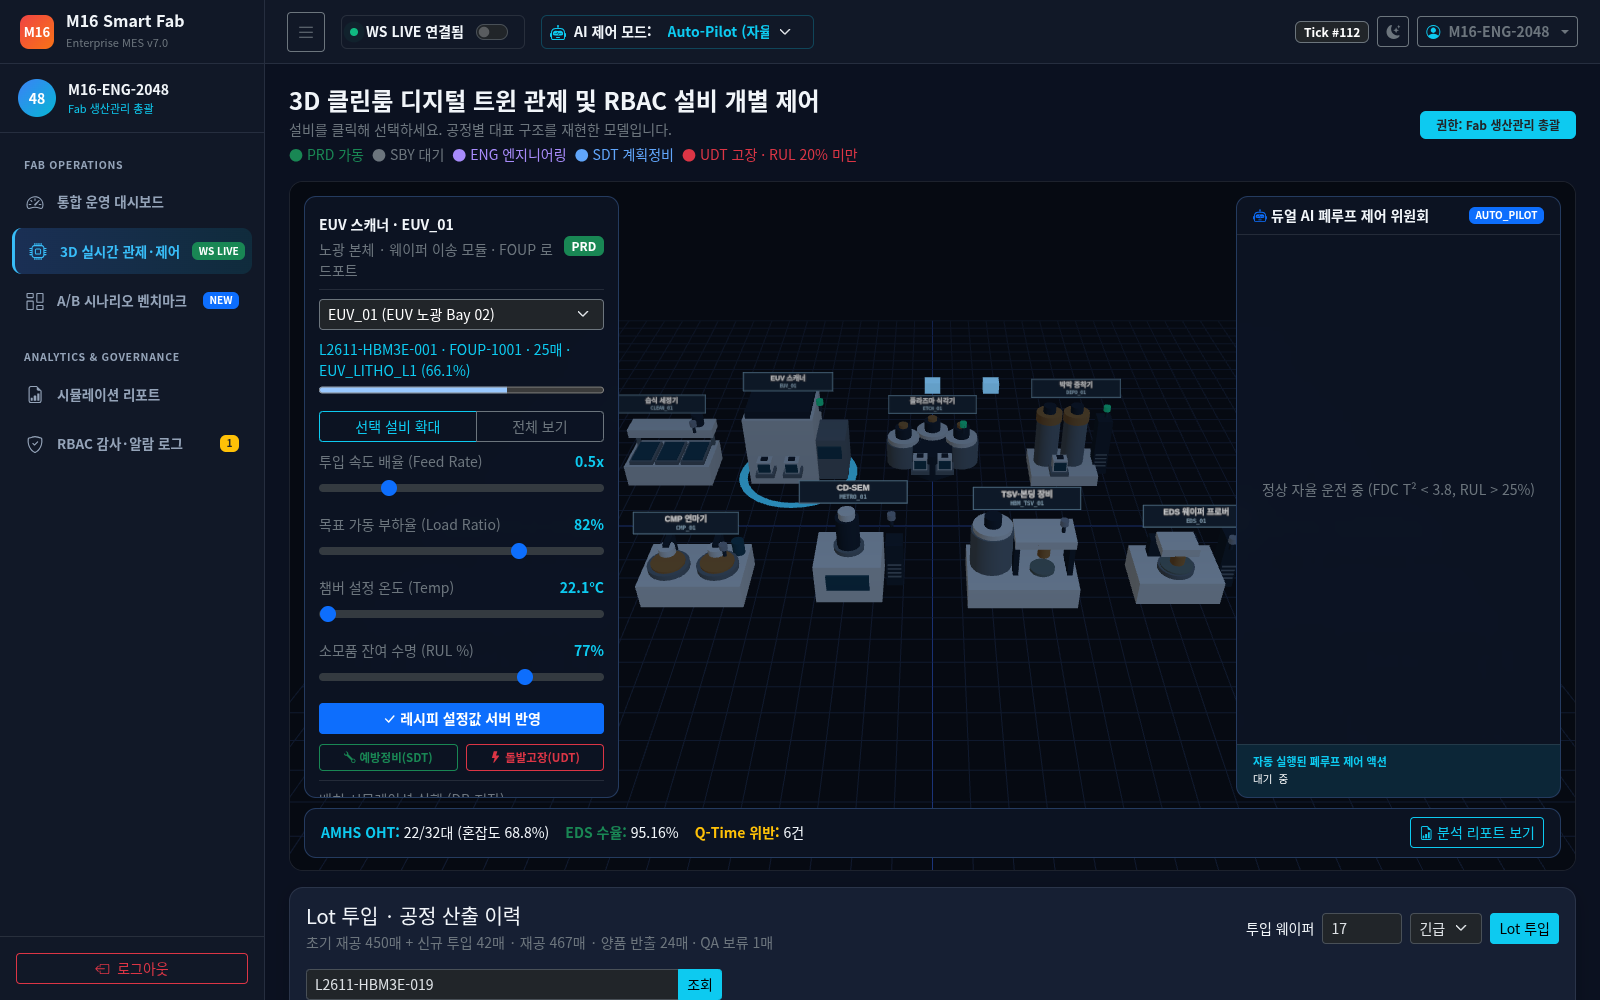 M16
M16 Smart Fab
Enterprise MES v7.0
48
M16-ENG-2048
Fab 생산관리 총괄
FAB OPERATIONS
통합 운영 대시보드
3D 실시간 관제·제어
WS LIVE
A/B 시나리오 벤치마크
NEW
ANALYTICS & GOVERNANCE
시뮬레이션 리포트
RBAC 감사·알람 로그
1
로그아웃
WS LIVE 연결됨
AI 제어 모드:
Auto-Pilot (자율
Tick #112
M16-ENG-2048
3D 클린룸 디지털 트윈 관제 및 RBAC 설비 개별 제어
설비를 클릭해 선택하세요. 공정별 대표 구조를 재현한 모델입니다.
PRD 가동
SBY 대기
ENG 엔지니어링
SDT 계획정비
UDT 고장 · RUL 20% 미만
권한: Fab 생산관리 총괄
EUV 스캐너 · EUV_01
노광 본체 · 웨이퍼 이송 모듈 · FOUP 로
드포트
PRD
EUV_01 (EUV 노광 Bay 02)
L2611-HBM3E-001 · FOUP-1001 · 25매 ·
EUV_LITHO_L1 (66.1%)
선택 설비 확대
전체 보기
투입 속도 배율 (Feed Rate)
0.5x
목표 가동 부하율 (Load Ratio)
82%
챔버 설정 온도 (Temp)
22.1°C
소모품 잔여 수명 (RUL %)
77%
레시피 설정값 서버 반영
예방정비(SDT)
돌발고장(UDT)
습식 세정기
CLEAN_01
EUV 스캐너
EUV_01
플라즈마 식각기
ETCH_01
박막 증착기
DEPO_01
CMP 연마기
CMP_01
CD-SEM
METRO_01
TSV·본딩 장비
HBM_TSV_01
EDS 웨이퍼 프로버
EDS_01
듀얼 AI 폐루프 제어 위원회
AUTO_PILOT
정상 자율 운전 중 (FDC T² < 3.8, RUL > 25%)
자동 실행된 폐루프 제어 액션
대기 중
AMHS OHT: 22/32대 (혼잡도 68.8%)
EDS 수율: 95.16%
Q-Time 위반: 6건
분석 리포트 보기
Lot 투입 · 공정 산출 이력
초기 재공 450매 + 신규 투입 42매 · 재공 467매 · 양품 반출 24매 · QA 보류 1매
투입 웨이퍼
17
긴급
Lot 투입
L2611-HBM3E-019
조회